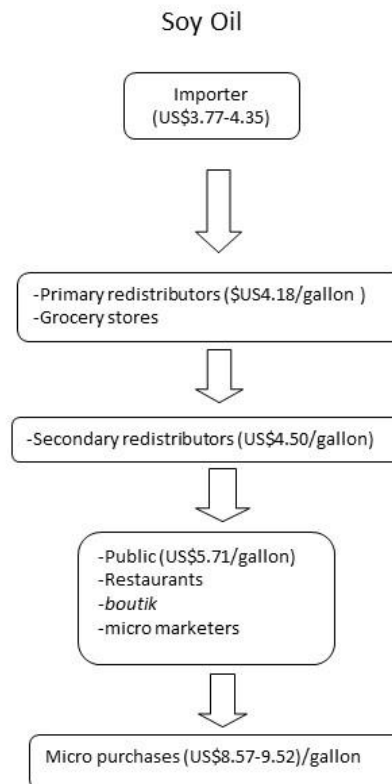 Soy Oil
Importer
(US$3.77-4.35)
-Primary redistributors ($US4.18/gallon )
-Grocery stores
-Secondary redistributors (US$4.50/gallon)
-Public (US$5.71/gallon)
-Restaurants
-boutik
-micro marketers
Micro purchases (US$8.57-9.52)/gallon